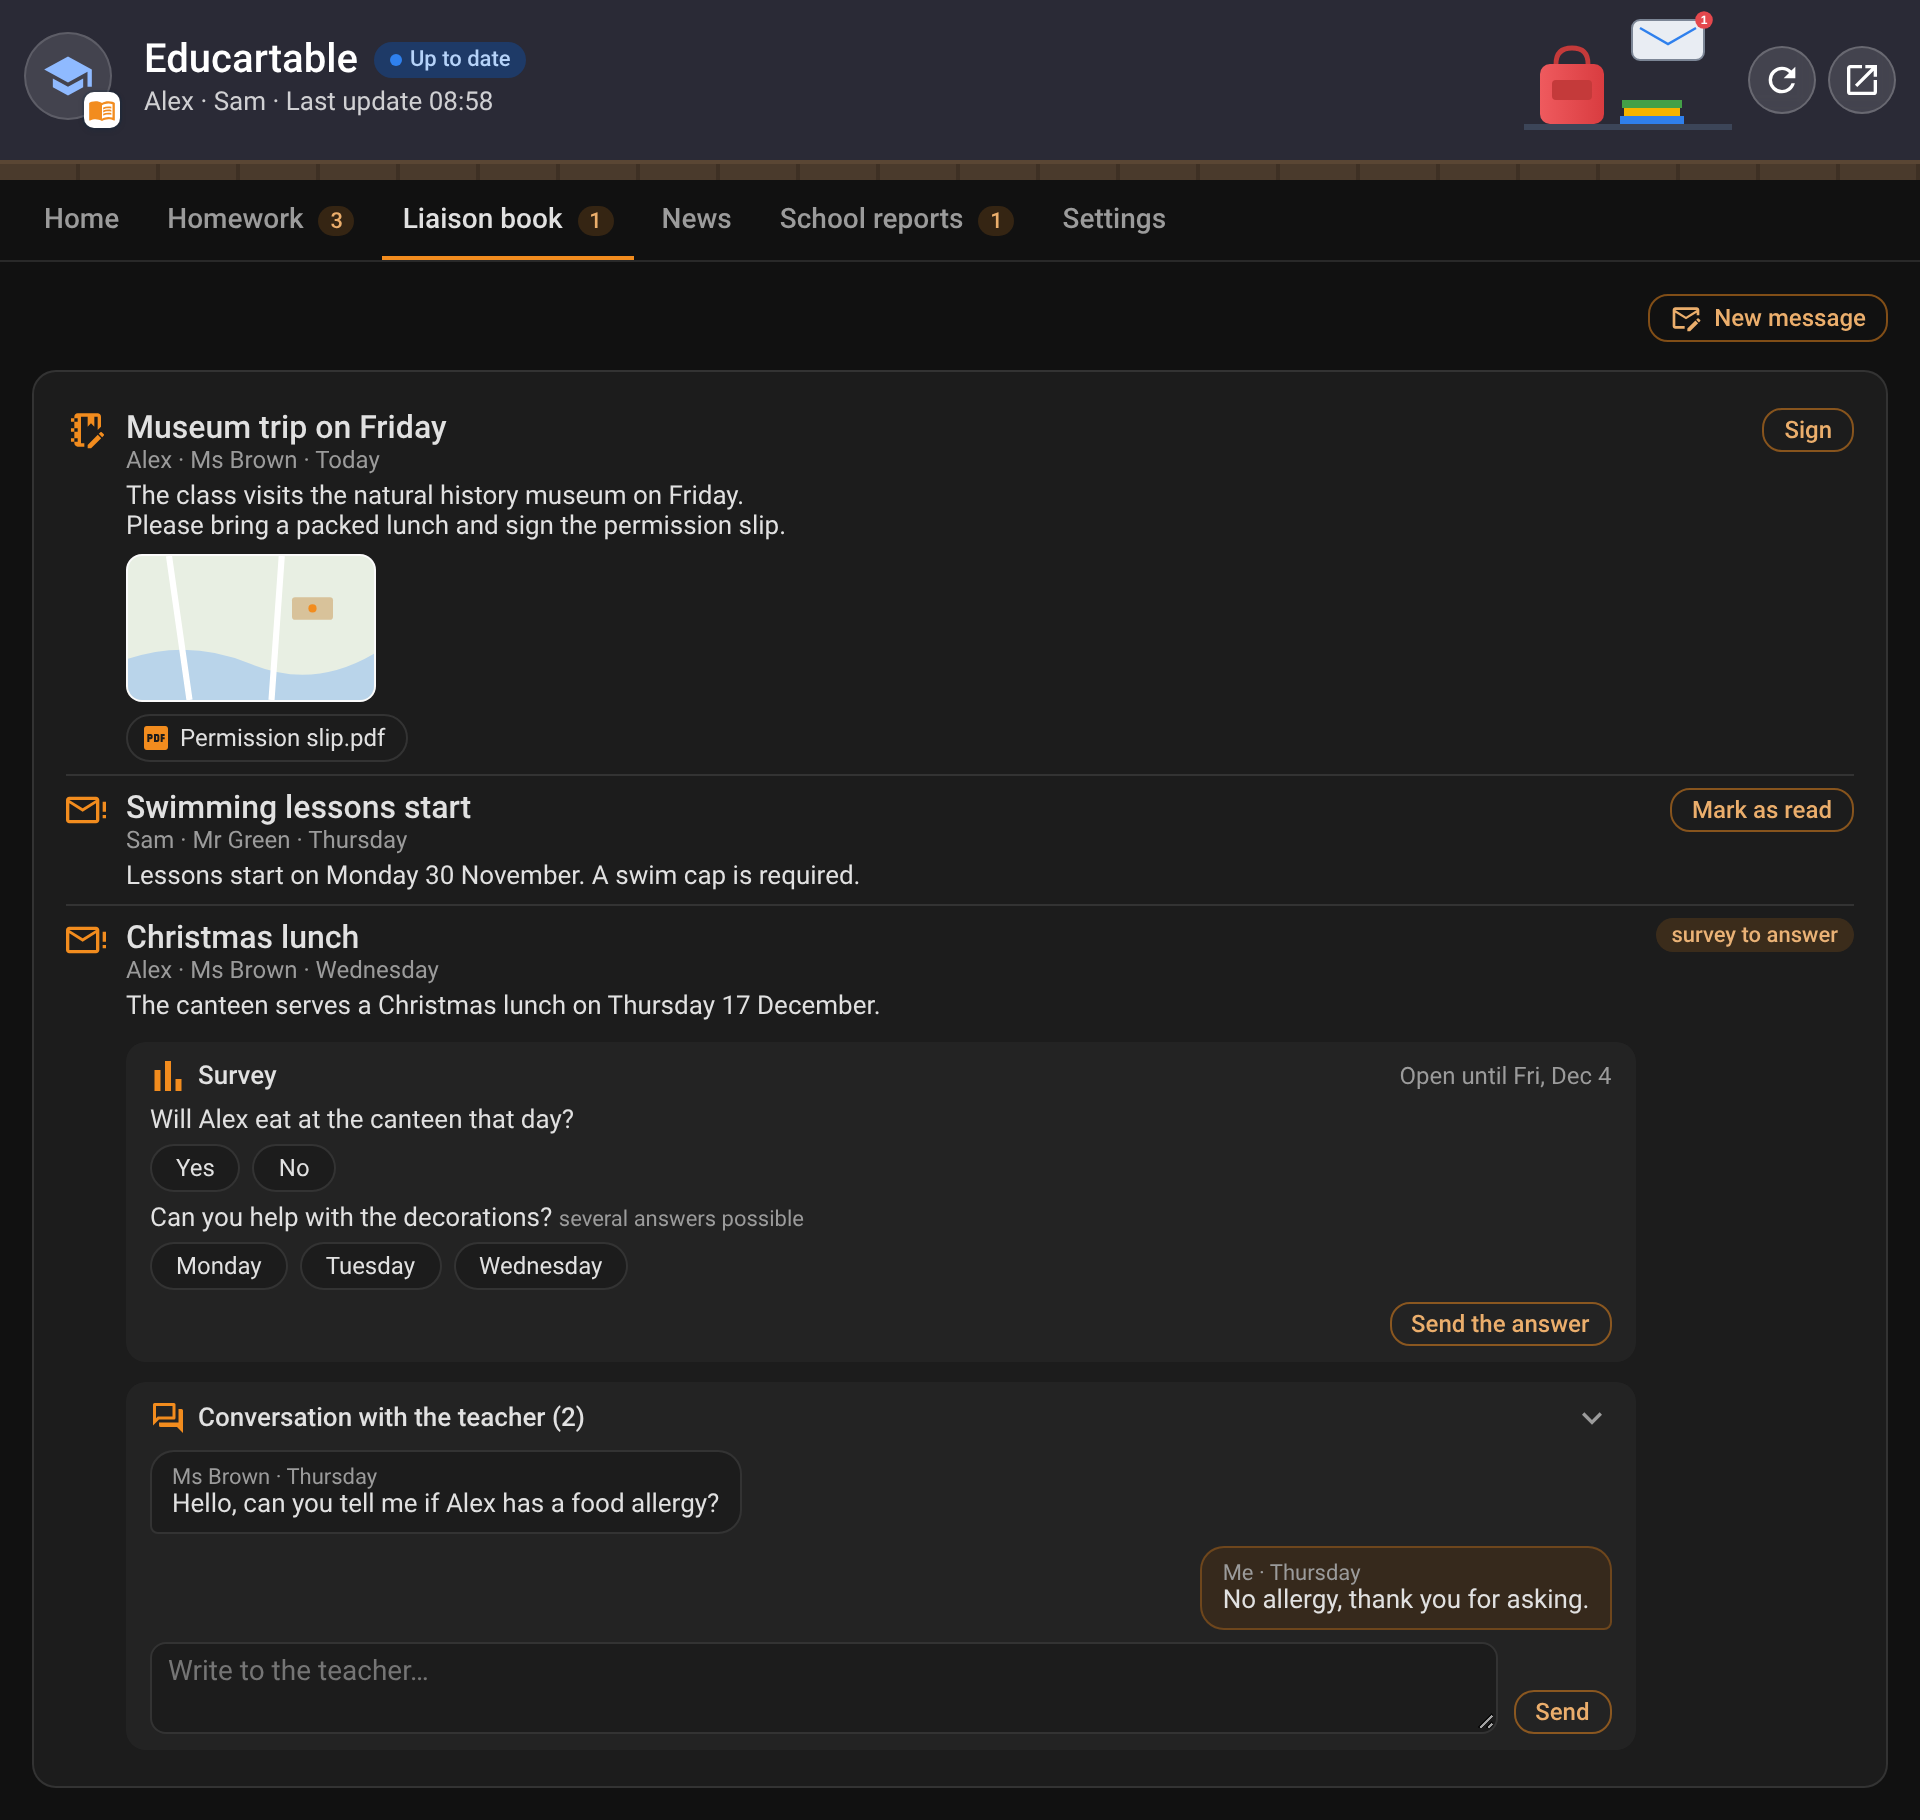 Educartable
Up to date
Alex · Sam · Last update 08:58
1
Home
Homework 3
Liaison book 1
News
School reports 1
Settings
New message
Museum trip on Friday
Sign
Alex · Ms Brown · Today
The class visits the natural history museum on Friday.
Please bring a packed lunch and sign the permission slip.
PDF Permission slip.pdf
Swimming lessons start
Mark as read
Sam · Mr Green · Thursday
Lessons start on Monday 30 November. A swim cap is required.
Christmas lunch
survey to answer
Alex · Ms Brown · Wednesday
The canteen serves a Christmas lunch on Thursday 17 December.
Survey
Open until Fri, Dec 4
Will Alex eat at the canteen that day?
Yes
No
Can you help with the decorations? several answers possible
Monday
Tuesday
Wednesday
Send the answer
Conversation with the teacher (2)
Ms Brown · Thursday
Hello, can you tell me if Alex has a food allergy?
Me · Thursday
No allergy, thank you for asking.
Write to the teacher...
Send